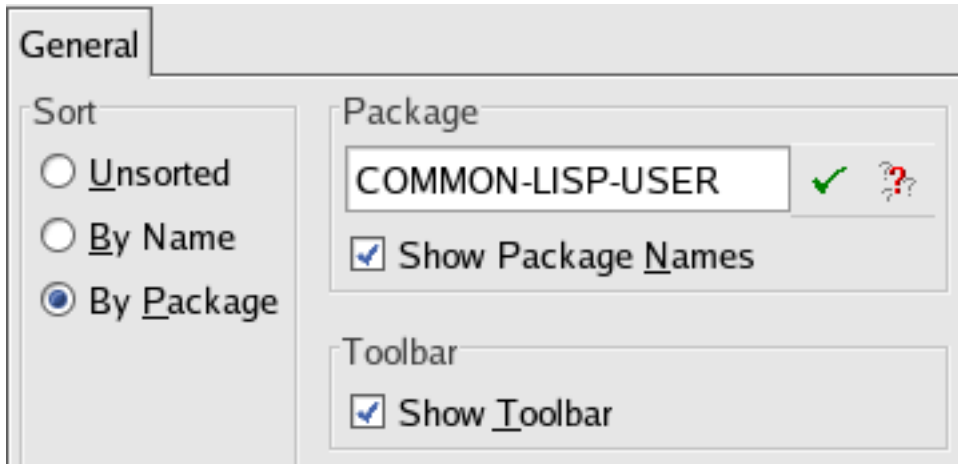 General
Sort
Unsorted
By Name
By Package
Package
COMMON-LISP-USER
Show Package Names
Toolbar
Show Toolbar